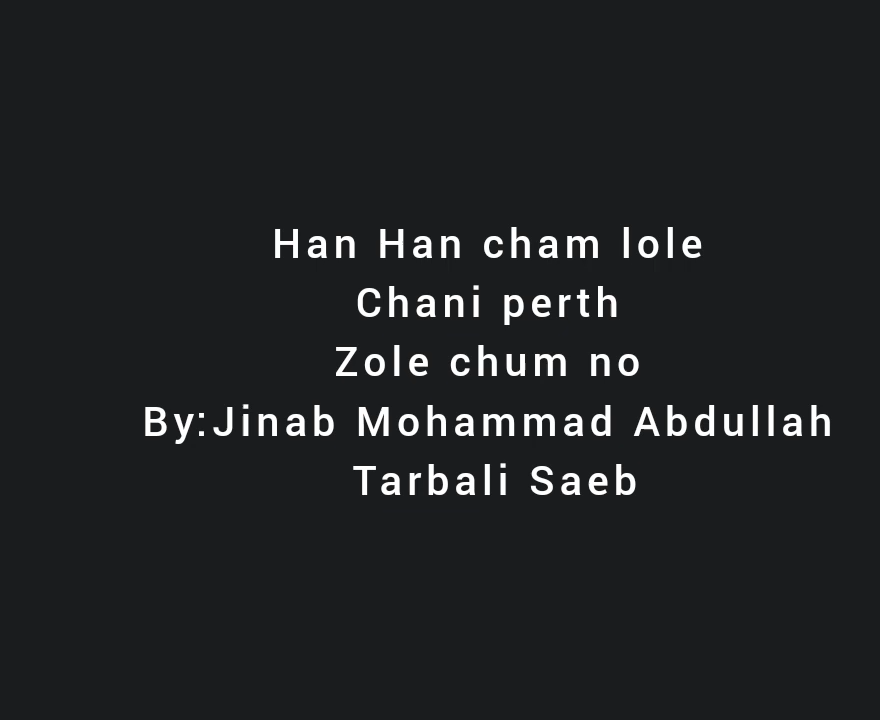 Han Han cham lole
Chani perth
Zole chum no
By:Jinab Mohammad Abdullah
Tarbali Saeb